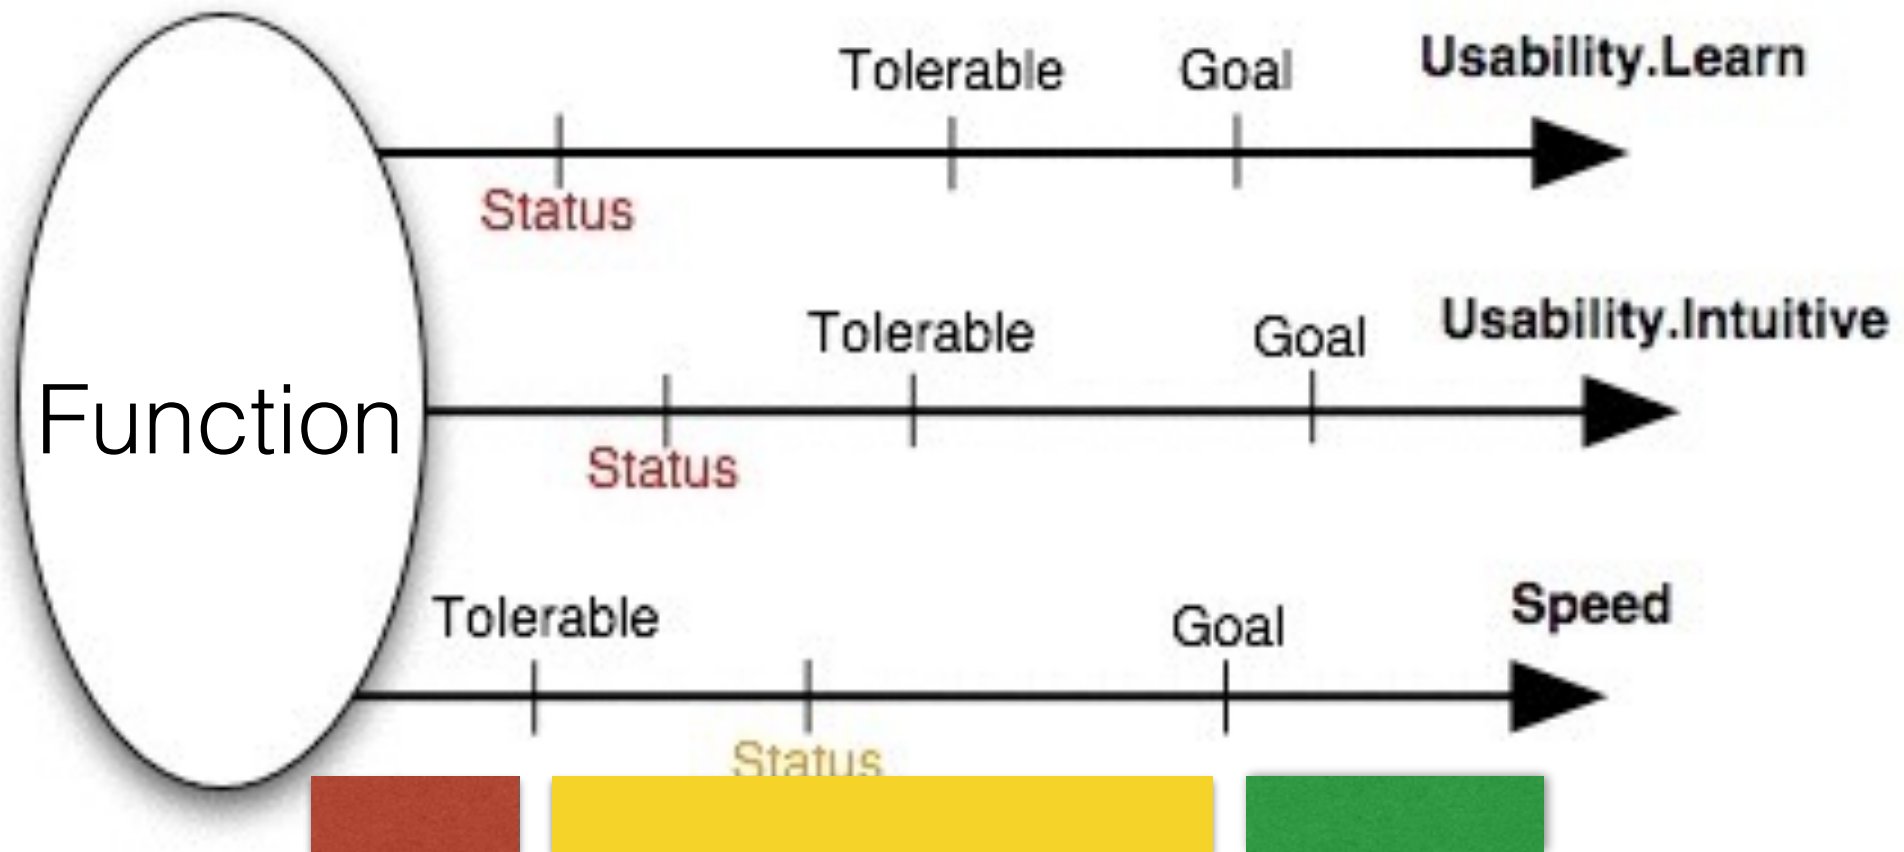 Tolerable Goal Usability.Learn
Status
Tolerable Goal Usability.Intuitive
Function
Status
Tolerable Goal Speed
Status